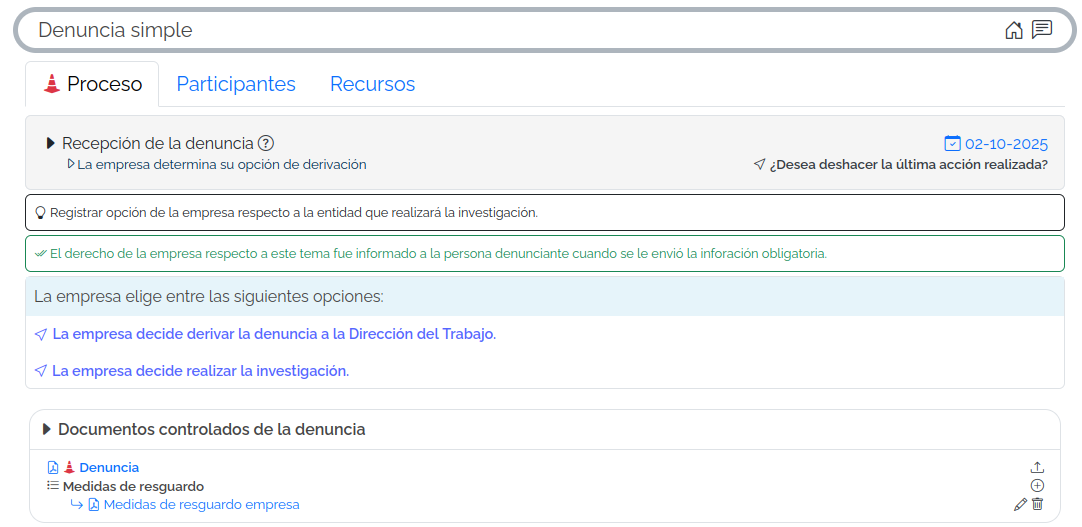 Denuncia simple
Proceso
Participantes
Recursos
Recepción de la denuncia ?
02-10-2025
La empresa determina su opción de derivación
¿Desea deshacer la última acción realizada?
Registrar opción de la empresa respecto a la entidad que realizará la investigación.
El derecho de la empresa respecto a este tema fue informado a la persona denunciante cuando se le envió la inforación obligatoria.
La empresa elige entre las siguientes opciones:
La empresa decide derivar la denuncia a la Dirección del Trabajo.
La empresa decide realizar la investigación.
Documentos controlados de la denuncia
Denuncia
Medidas de resguardo
Medidas de resguardo empresa